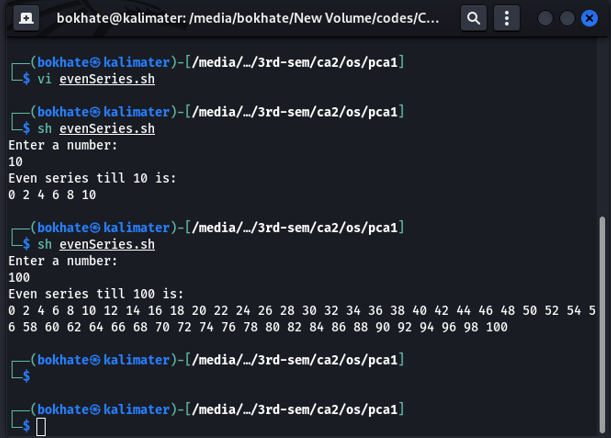 bokhate@kalimater: /media/bokhate/New Volume/codes/C...
┌──(bokhate㉿kalimater)-[/media/…/3rd-sem/ca2/os/pca1]
└─$ vi evenSeries.sh
┌──(bokhate㉿kalimater)-[/media/…/3rd-sem/ca2/os/pca1]
└─$ sh evenSeries.sh
Enter a number:
10
Even series till 10 is:
0 2 4 6 8 10
┌──(bokhate㉿kalimater)-[/media/…/3rd-sem/ca2/os/pca1]
└─$ sh evenSeries.sh
Enter a number:
100
Even series till 100 is:
0 2 4 6 8 10 12 14 16 18 20 22 24 26 28 30 32 34 36 38 40 42 44 46 48 50 52 54 5
6 58 60 62 64 66 68 70 72 74 76 78 80 82 84 86 88 90 92 94 96 98 100
┌──(bokhate㉿kalimater)-[/media/…/3rd-sem/ca2/os/pca1]
└─$
┌──(bokhate㉿kalimater)-[/media/…/3rd-sem/ca2/os/pca1]
└─$